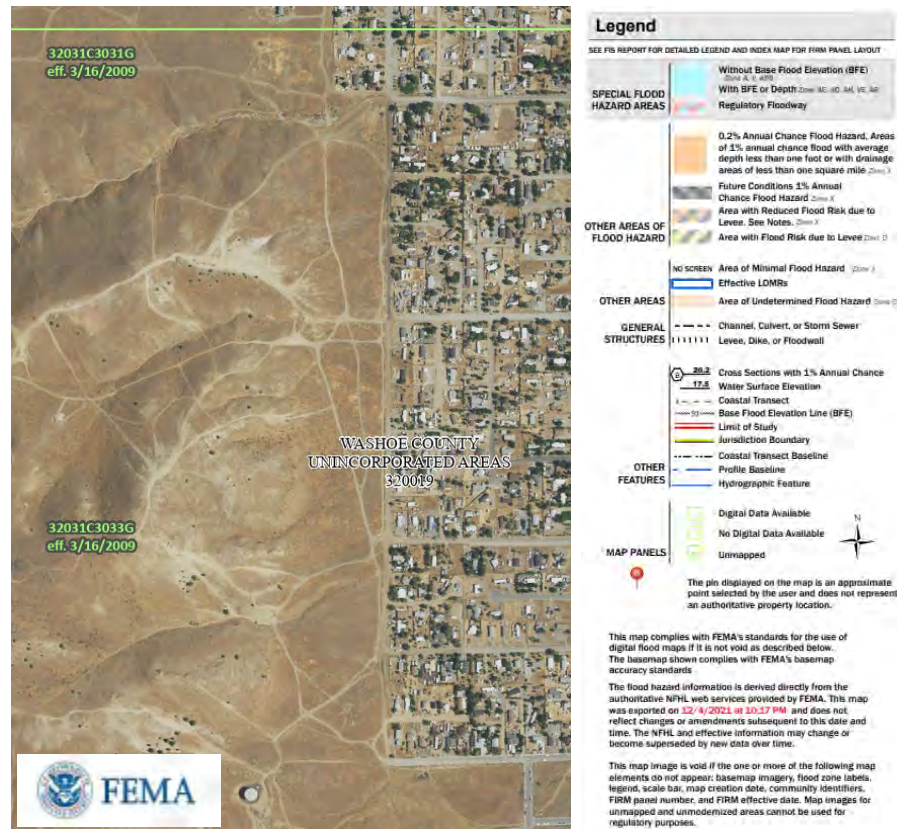 32031C3031G
eff. 3/16/2009
WASHOE COUNTY
UNINCORPORATED AREAS
320019
32031C3033G
eff. 3/16/2009
FEMA
Legend
SEE FIS REPORT FOR DETAILED LEGEND AND INDEX MAP FOR FIRM PANEL LAYOUT
SPECIAL FLOOD
HAZARD AREAS
Without Base Flood Elevation (BFE)
Zone A, V, A99
With BFE or Depth Zone AE, AO, AH, VE, AR
Regulatory Floodway
OTHER AREAS OF
FLOOD HAZARD
0.2% Annual Chance Flood Hazard, Areas
of 1% annual chance flood with average
depth less than one foot or with drainage
areas of less than one square mile Zone X
Future Conditions 1% Annual
Chance Flood Hazard Zone X
Area with Reduced Flood Risk due to
Levee. See Notes. Zone X
Area with Flood Risk due to Levee Zone D
OTHER AREAS
NO SCREEN Area of Minimal Flood Hazard Zone X
Effective LOMRs
Area of Undetermined Flood Hazard Zone D
GENERAL
STRUCTURES
Channel, Culvert, or Storm Sewer
Levee, Dike, or Floodwall
OTHER
FEATURES
B 20.2 Cross Sections with 1% Annual Chance
17.5 Water Surface Elevation
Coastal Transect
Base Flood Elevation Line (BFE)
Limit of Study
Jurisdiction Boundary
Coastal Transect Baseline
Profile Baseline
Hydrographic Feature
MAP PANELS
Digital Data Available
No Digital Data Available
Unmapped
N
The pin displayed on the map is an approximate
point selected by the user and does not represent
an authoritative property location.
This map complies with FEMA's standards for the use of
digital flood maps if it is not void as described below.
The basemap shown complies with FEMA's basemap
accuracy standards
The flood hazard information is derived directly from the
authoritative NFHL web services provided by FEMA. This map
was exported on 12/4/2021 at 10:17 PM and does not
reflect changes or amendments subsequent to this date and
time. The NFHL and effective information may change or
become superseded by new data over time.
This map image is void if the one or more of the following map
elements do not appear: basemap imagery, flood zone labels,
legend, scale bar, map creation date, community identifiers,
FIRM panel number, and FIRM effective date. Map images for
unmapped and unmodernized areas cannot be used for
regulatory purposes.